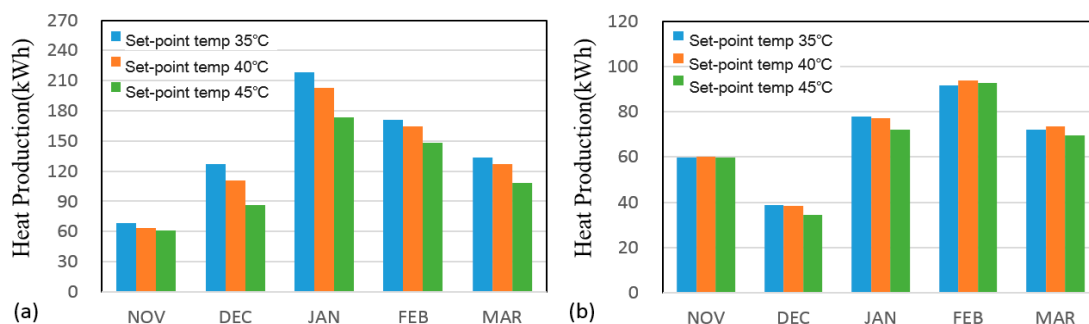 Heat Production(kWh)
270
240
210
180
150
120
90
60
30
0
Set-point temp 35°C
Set-point temp 40°C
Set-point temp 45°C
NOV DEC JAN FEB MAR
(a)
Heat Production(kWh)
120
100
80
60
40
20
0
Set-point temp 35°C
Set-point temp 40°C
Set-point temp 45°C
NOV DEC JAN FEB MAR
(b)